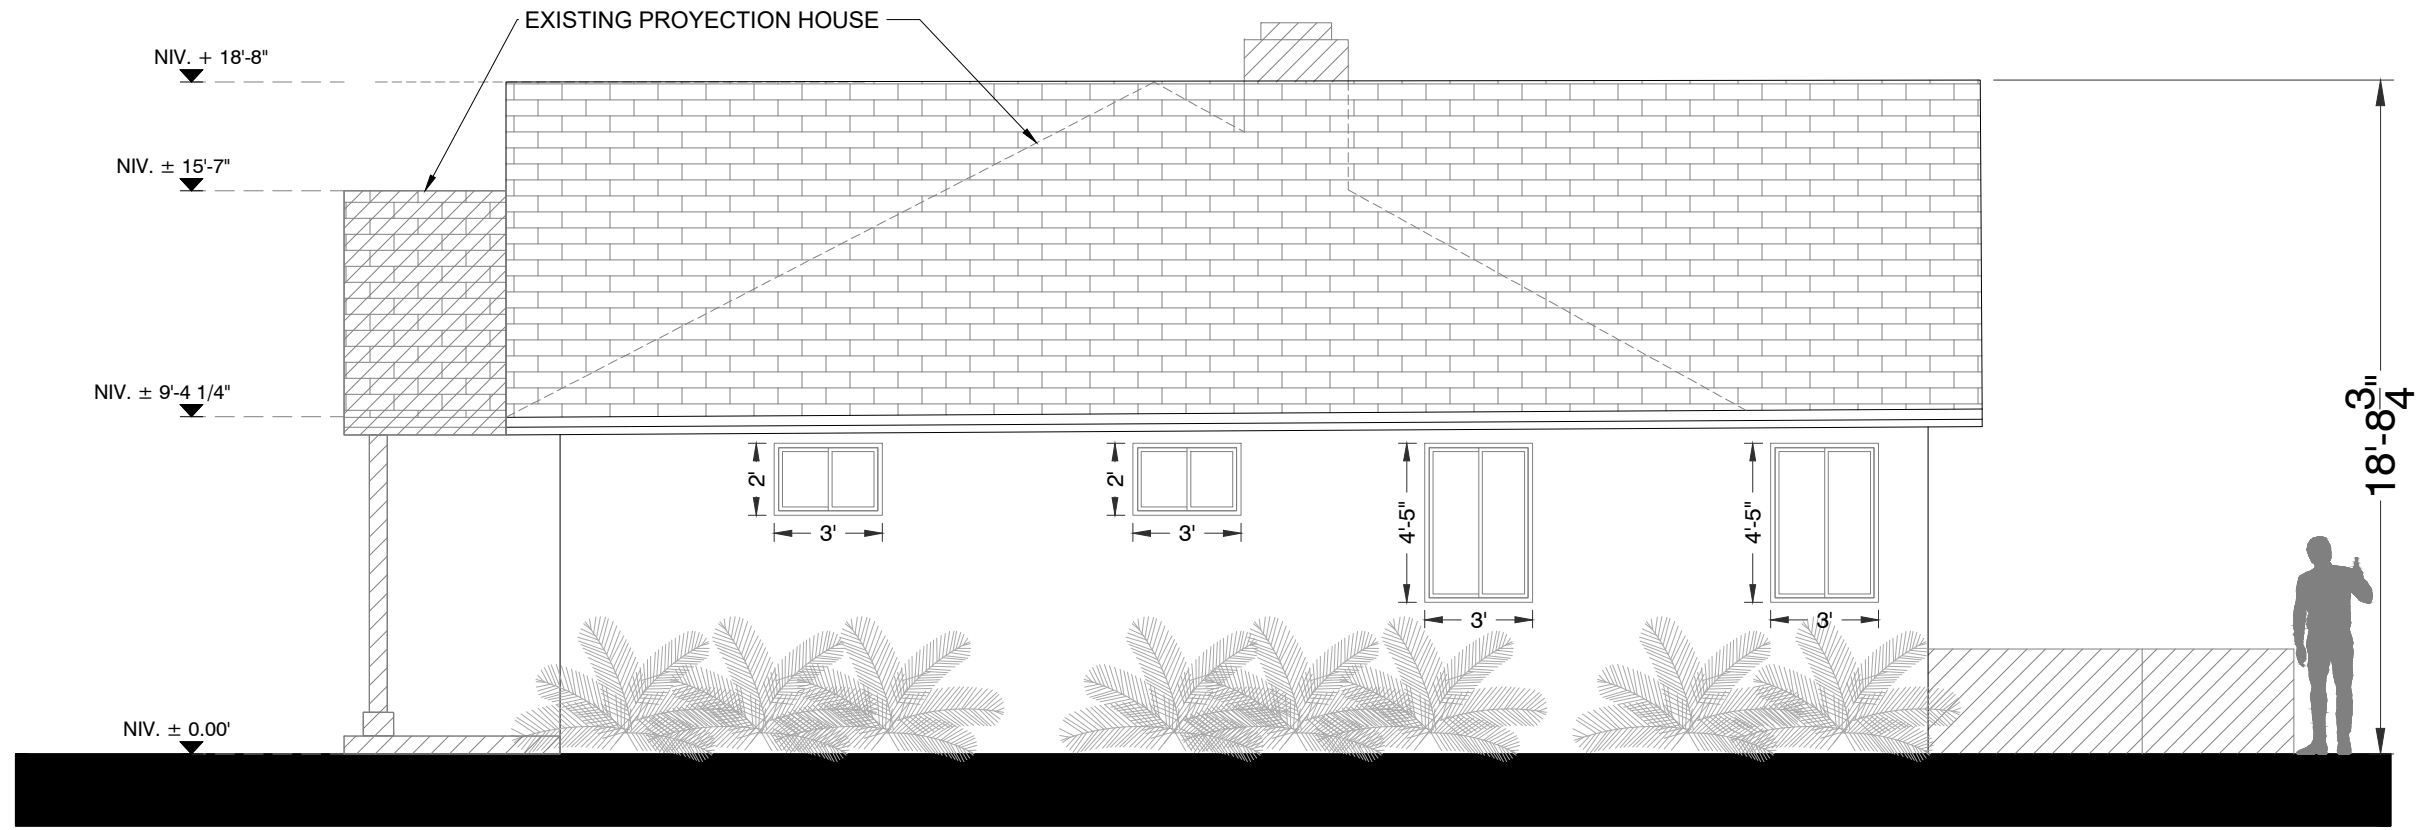 EXISTING PROYECTION HOUSE
NIV. + 18'-8"
NIV. ± 15'-7"
NIV. ± 9'-4 1/4"
18'-8 3/4"
2'
2'
4'-5"
4'-5"
3'
3'
3'
3'
NIV. ± 0.00'